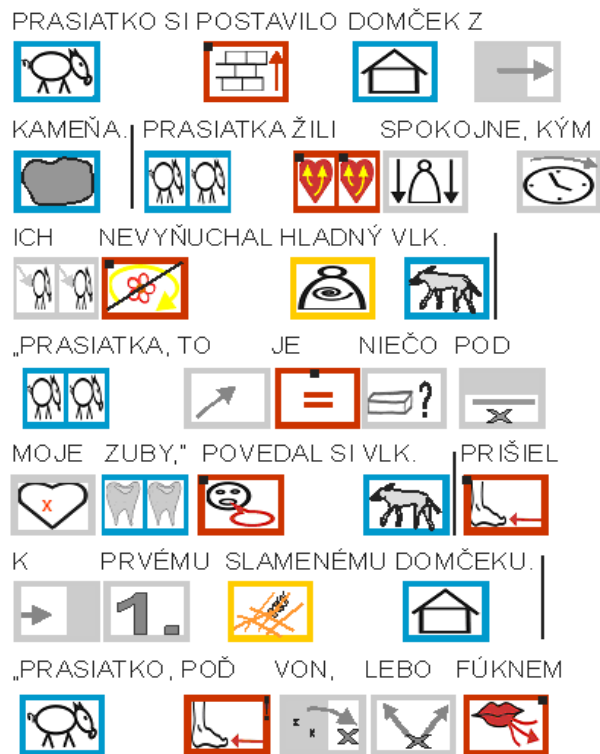 PRASIATKO SI POSTAVILO DOMČEK Z
KAMEŇA. PRASIATKA ŽILI SPOKOJNE, KÝM
ICH NEVYŇUCHAL HLADNÝ VLK.
„PRASIATKA, TO JE NIEČO POD
?
MOJE ZUBY,“ POVEDAL SI VLK. PRIŠIEL
x
K PRVÉMU SLAMENÉMU DOMČEKU.
1.
„PRASIATKO, POĎ VON, LEBO FÚKNEM